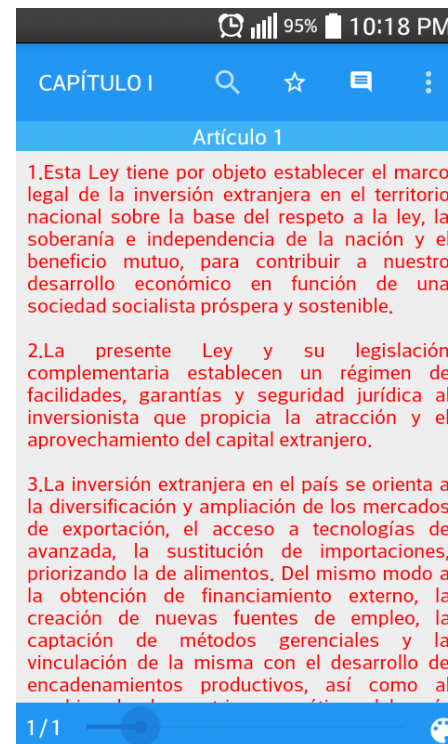 95% 10:18 PM
CAPÍTULO I
Artículo 1
1.Esta Ley tiene por objeto establecer el marco
legal de la inversión extranjera en el territorio
nacional sobre la base del respeto a la ley, la
soberanía e independencia de la nación y el
beneficio mutuo, para contribuir a nuestro
desarrollo económico en función de una
sociedad socialista próspera y sostenible.
2.La presente Ley y su legislación
complementaria establecen un régimen de
facilidades, garantías y seguridad jurídica al
inversionista que propicia la atracción y el
aprovechamiento del capital extranjero.
3.La inversión extranjera en el país se orienta a
la diversificación y ampliación de los mercados
de exportación, el acceso a tecnologías de
avanzada, la sustitución de importaciones,
priorizando la de alimentos. Del mismo modo a
la obtención de financiamiento externo, la
creación de nuevas fuentes de empleo, la
captación de métodos gerenciales y la
vinculación de la misma con el desarrollo de
encadenamientos productivos, así como al
1/1